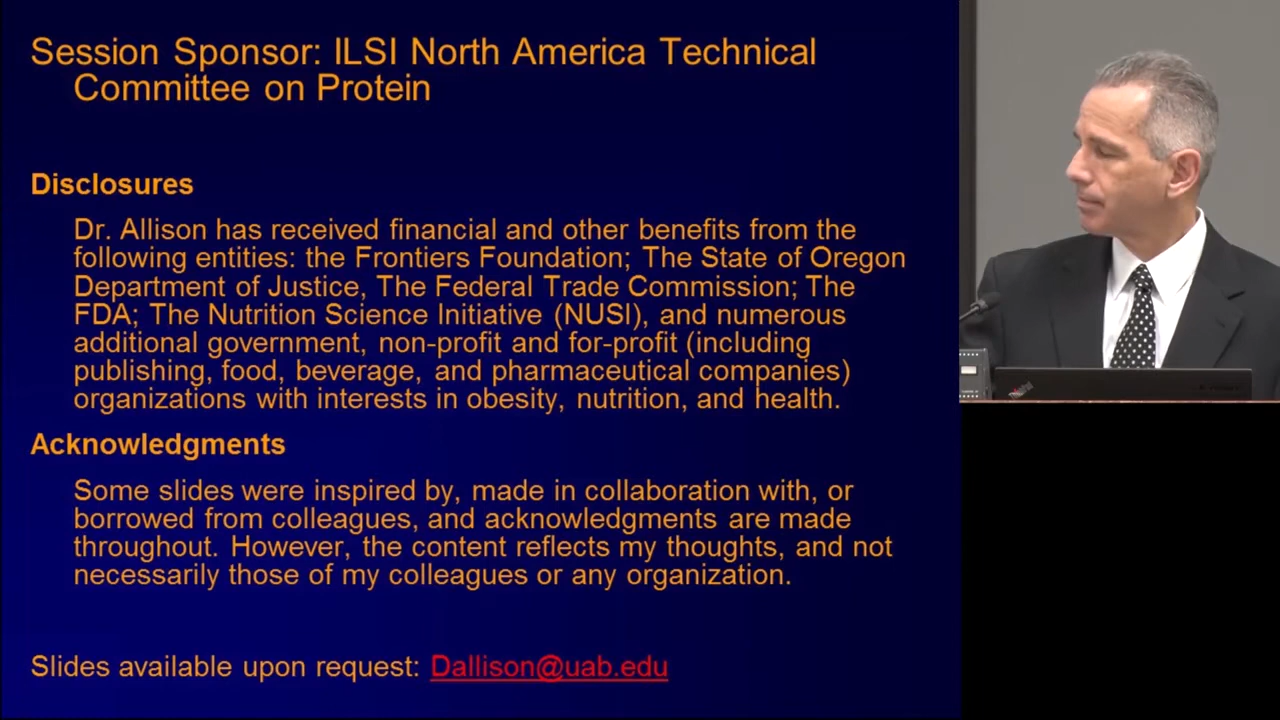 Session Sponsor: ILSI North America Technical
Committee on Protein
Disclosures
Dr. Allison has received financial and other benefits from the
following entities: the Frontiers Foundation; The State of Oregon
Department of Justice, The Federal Trade Commission; The
FDA; The Nutrition Science Initiative (NUSI), and numerous
additional government, non-profit and for-profit (including
publishing, food, beverage, and pharmaceutical companies)
organizations with interests in obesity, nutrition, and health.
Acknowledgments
Some slides were inspired by, made in collaboration with, or
borrowed from colleagues, and acknowledgments are made
throughout. However, the content reflects my thoughts, and not
necessarily those of my colleagues or any organization.
Slides available upon request: Dallison@uab.edu